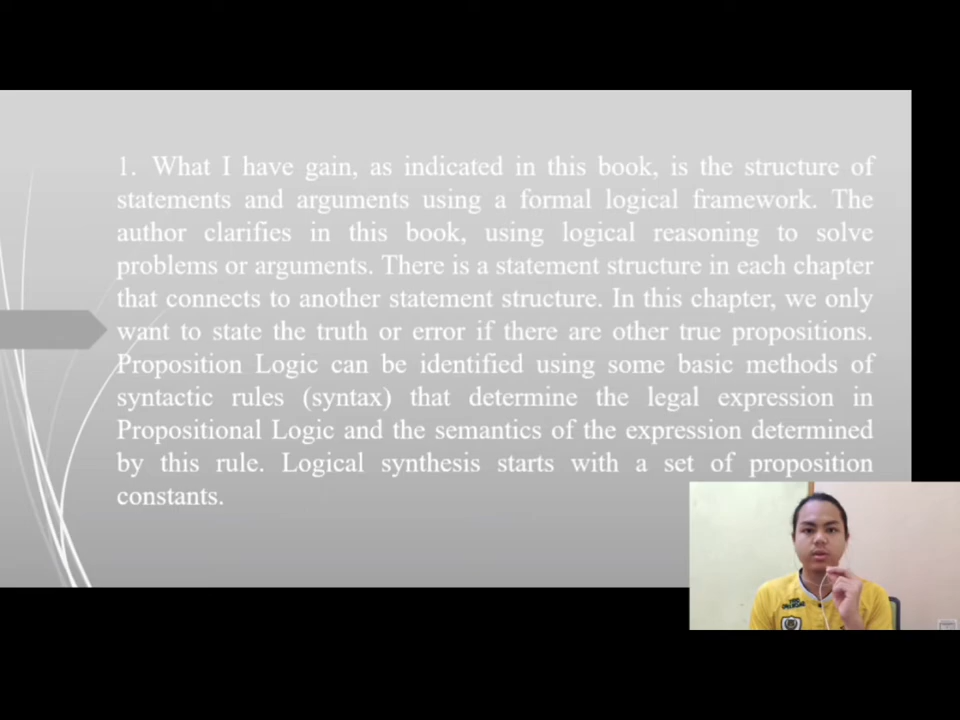 1. What I have gain, as indicated in this book, is the structure of
statements and arguments using a formal logical framework. The
author clarifies in this book, using logical reasoning to solve
problems or arguments. There is a statement structure in each chapter
that connects to another statement structure. In this chapter, we only
want to state the truth or error if there are other true propositions.
Proposition Logic can be identified using some basic methods of
syntactic rules (syntax) that determine the legal expression in
Propositional Logic and the semantics of the expression determined
by this rule. Logical synthesis starts with a set of proposition
constants.